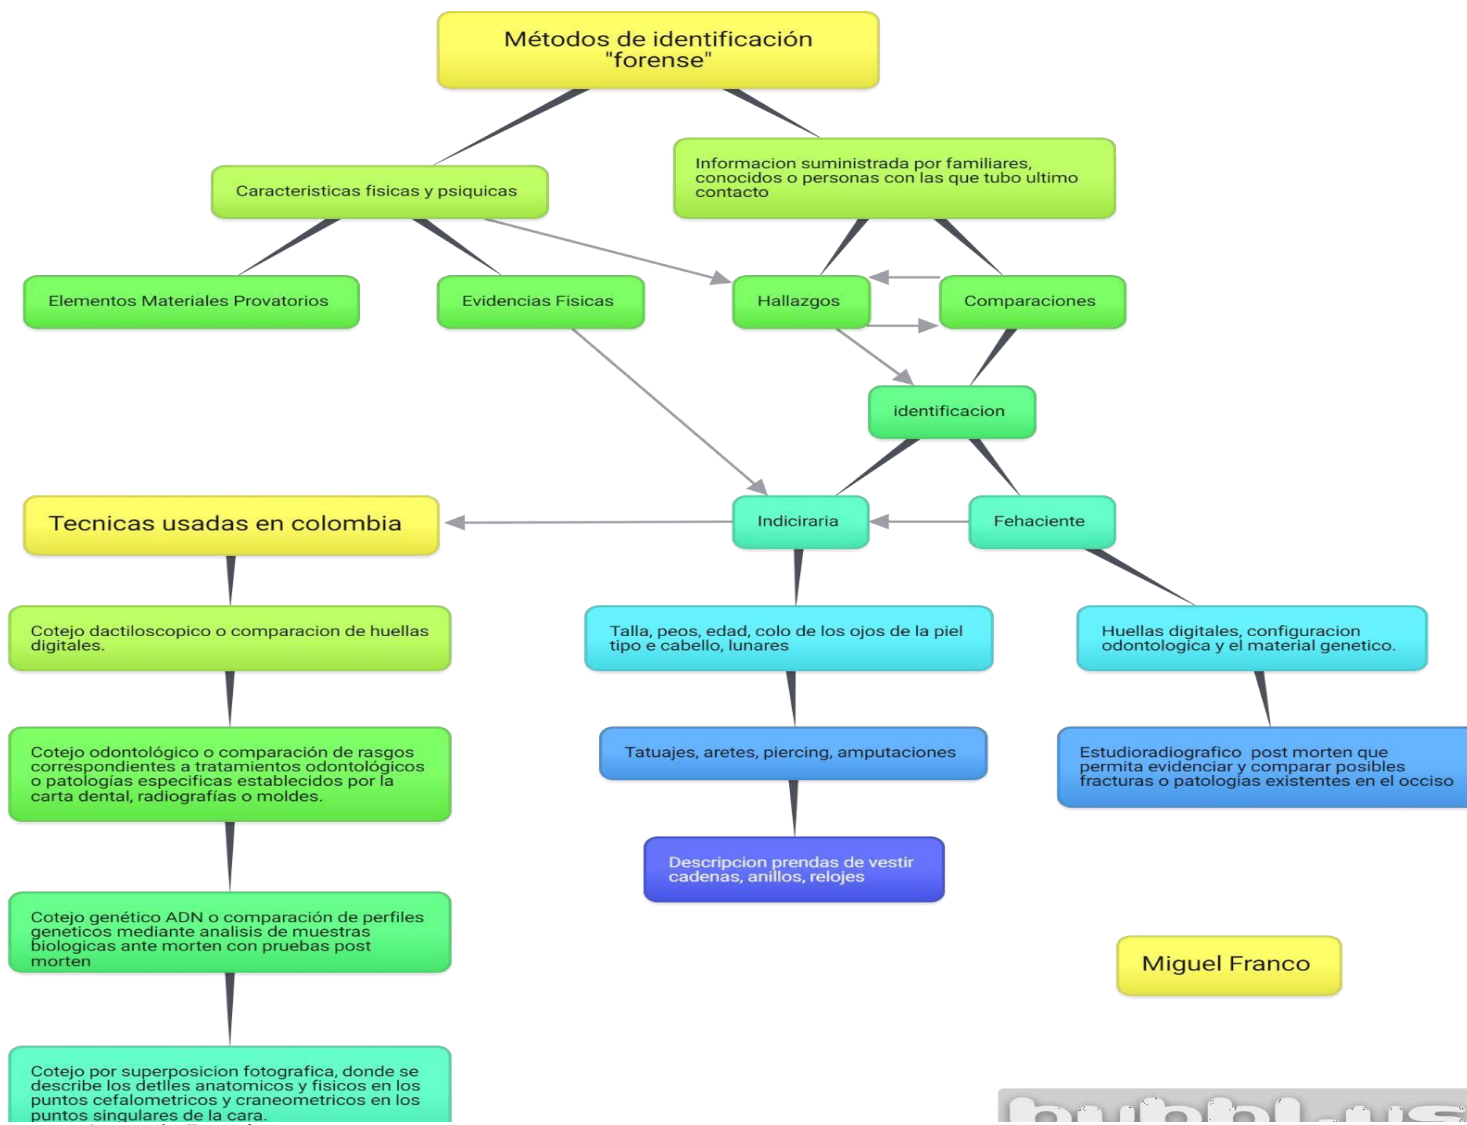 Métodos de identificación
"forense"
Caracteristicas fisicas y psiquicas
Informacion suministrada por familiares,
conocidos o personas con las que tubo ultimo
contacto
Elementos Materiales Provatorios
Evidencias Fisicas
Hallazgos
Comparaciones
identificacion
Tecnicas usadas en colombia
Indiciraria
Fehaciente
Cotejo dactiloscopico o comparacion de huellas
digitales.
Talla, peos, edad, colo de los ojos de la piel
tipo e cabello, lunares
Huellas digitales, configuracion
odontologica y el material genetico.
Cotejo odontológico o comparación de rasgos
correspondientes a tratamientos odontológicos
o patologías especificas establecidos por la
carta dental, radiografías o moldes.
Tatuajes, aretes, piercing, amputaciones
Estudioradiografico post morten que
permita evidenciar y comparar posibles
fracturas o patologias existentes en el occiso
Descripcion prendas de vestir
cadenas, anillos, relojes
Cotejo genético ADN o comparación de perfiles
geneticos mediante analisis de muestras
biologicas ante morten con pruebas post
morten
Miguel Franco
Cotejo por superposicion fotografica, donde se
describe los detlles anatomicos y fisicos en los
puntos cefalometricos y craneometricos en los
puntos singulares de la cara.
bubbl.us